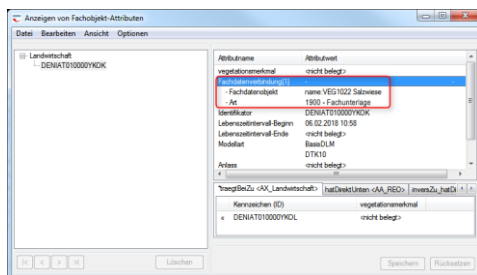 Anzeigen von Fachobjekt-Attributen
Datei Bearbeiten Ansicht Optionen
Landwirtschaft
DENIAT010000YKDK
Attributname Attributwert
vegetationsmerkmal <nicht belegt>
Fachdatenverbindung[1] - -
- Fachdatenobjekt name:VEG1022 Salzwiese
- Art 1900 - Fachunterlage
Identifikator DENIAT010000YKDK
Lebenszeitintervall-Beginn 06.02.2018 10:58
Lebenszeitintervall-Ende <nicht belegt>
Modellart BasisDLM
DTK10
Anlass <nicht belegt>
*traegtBeiZu <AX_Landwirtschaft> hatDirektUnten <AA_REO> inversZu_hatDi
Kennzeichen (ID) vegetationsmerkmal
« DENIAT010000YKDL <nicht belegt>
Löschen Speichern Rücksetzen